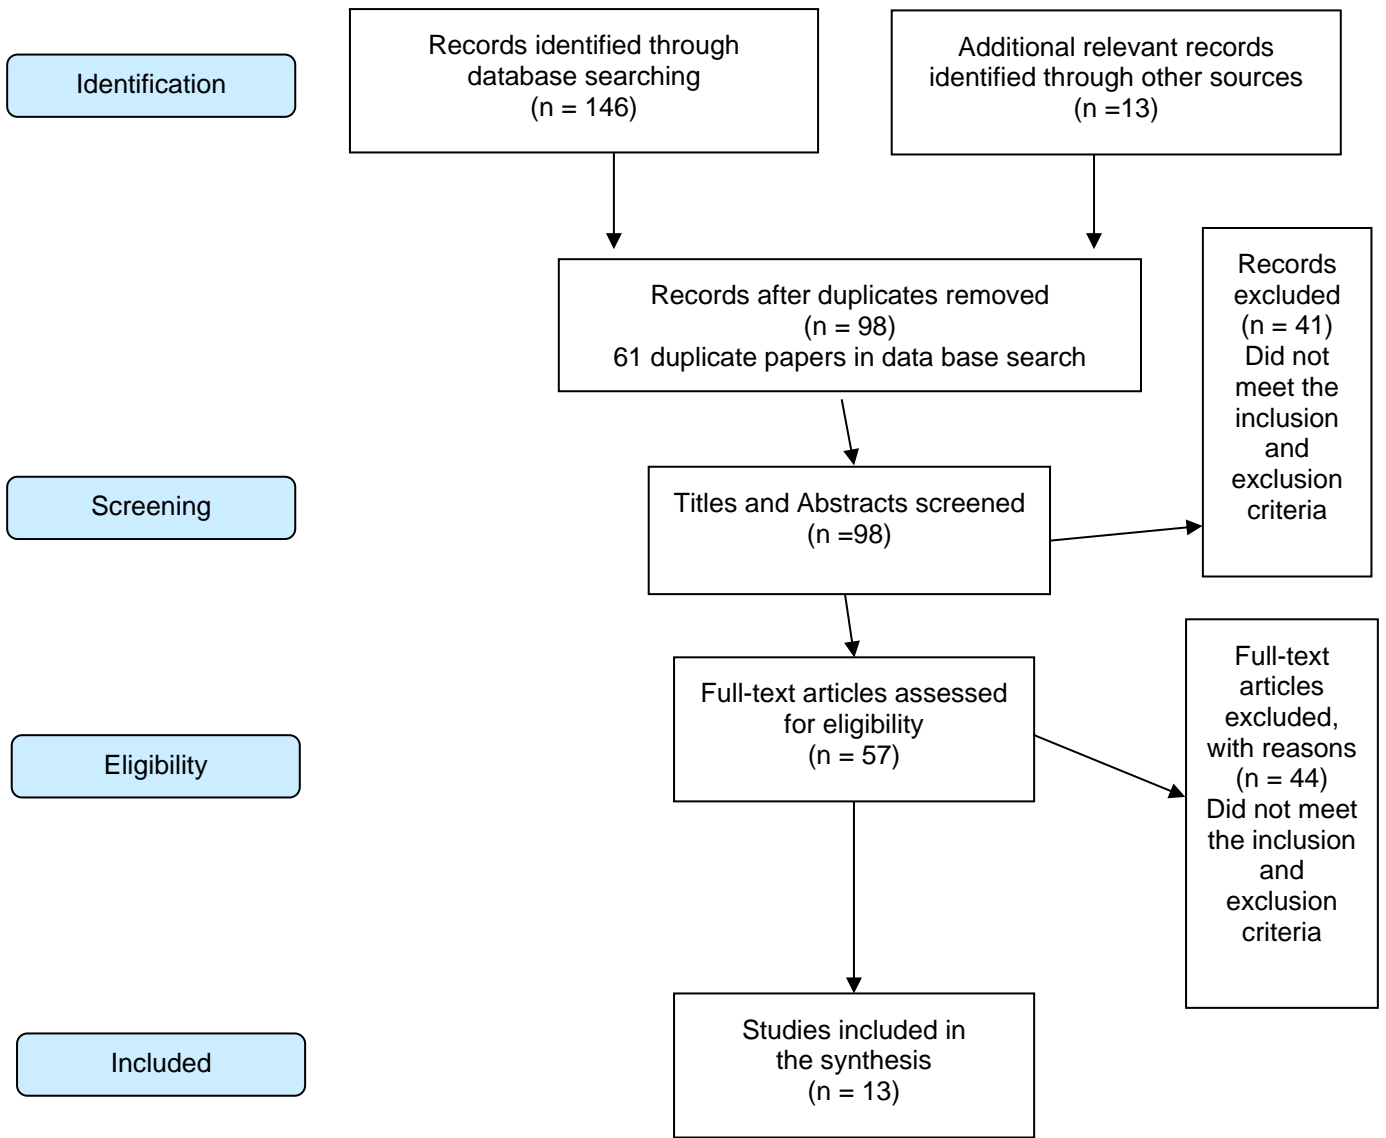 Identification
Records identified through
database searching
(n = 146)
Additional relevant records
identified through other sources
(n =13)
Records after duplicates removed
(n = 98)
61 duplicate papers in data base search
Records
excluded
(n = 41)
Did not
meet the
inclusion
and
exclusion
criteria
Screening
Titles and Abstracts screened
(n =98)
Eligibility
Full-text articles assessed
for eligibility
(n = 57)
Full-text
articles
excluded,
with reasons
(n = 44)
Did not meet
the inclusion
and
exclusion
criteria
Included
Studies included in
the synthesis
(n = 13)